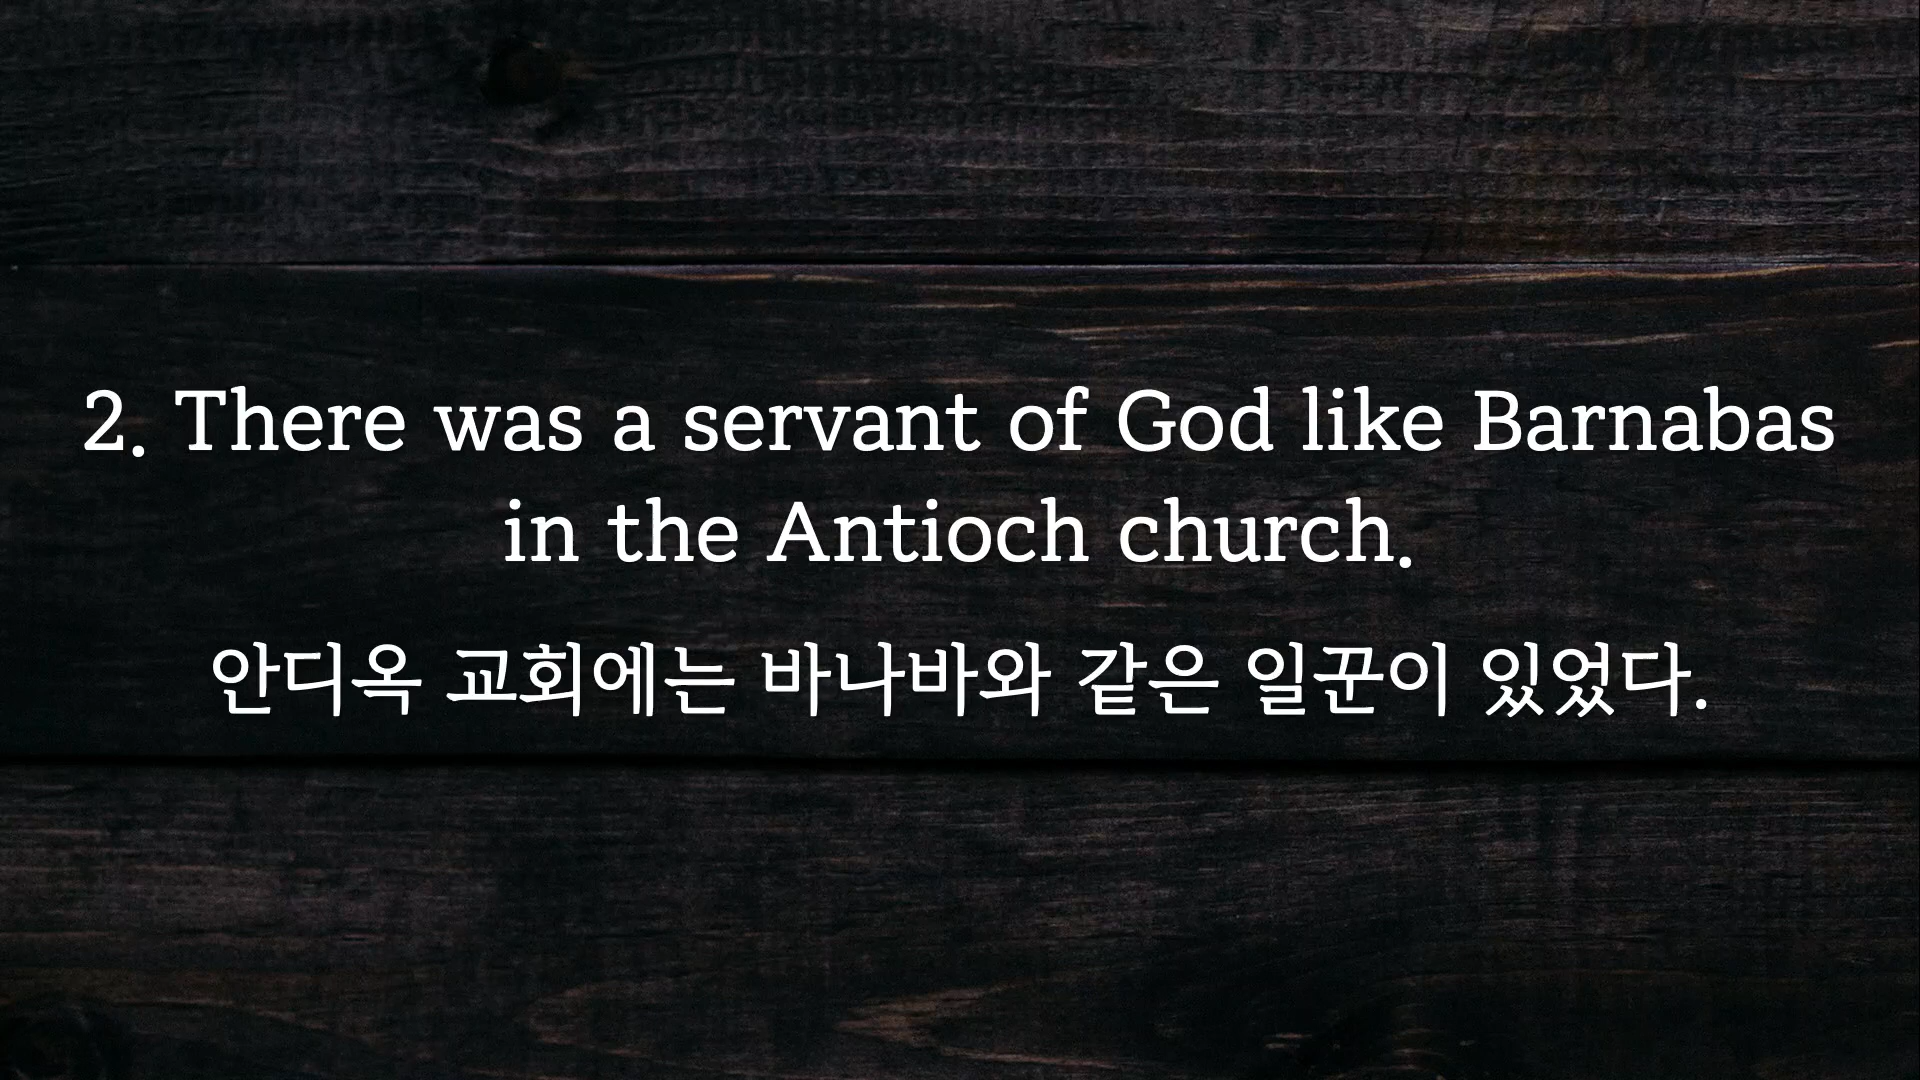 2. There was a servant of God like Barnabas
in the Antioch church.
안디옥 교회에는 바나바와 같은 일꾼이 있었다.